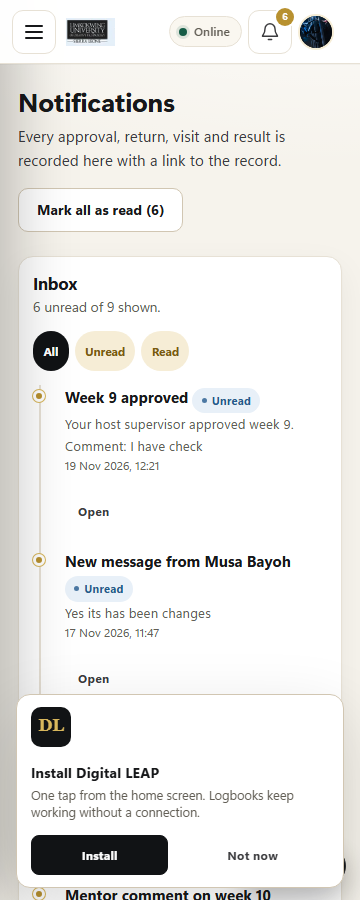 LIMKOKWING
UNIVERSITY
SIERRA LEONE
Online
6
Notifications
Every approval, return, visit and result is
recorded here with a link to the record.
Mark all as read (6)
Inbox
6 unread of 9 shown.
All
Unread
Read
Week 9 approved
Unread
Your host supervisor approved week 9.
Comment: I have check
19 Nov 2026, 12:21
Open
New message from Musa Bayoh
Unread
Yes its has been changes
17 Nov 2026, 11:47
Open
DL
Install Digital LEAP
One tap from the home screen. Logbooks keep
working without a connection.
Install
Not now
Mentor comment on week 10